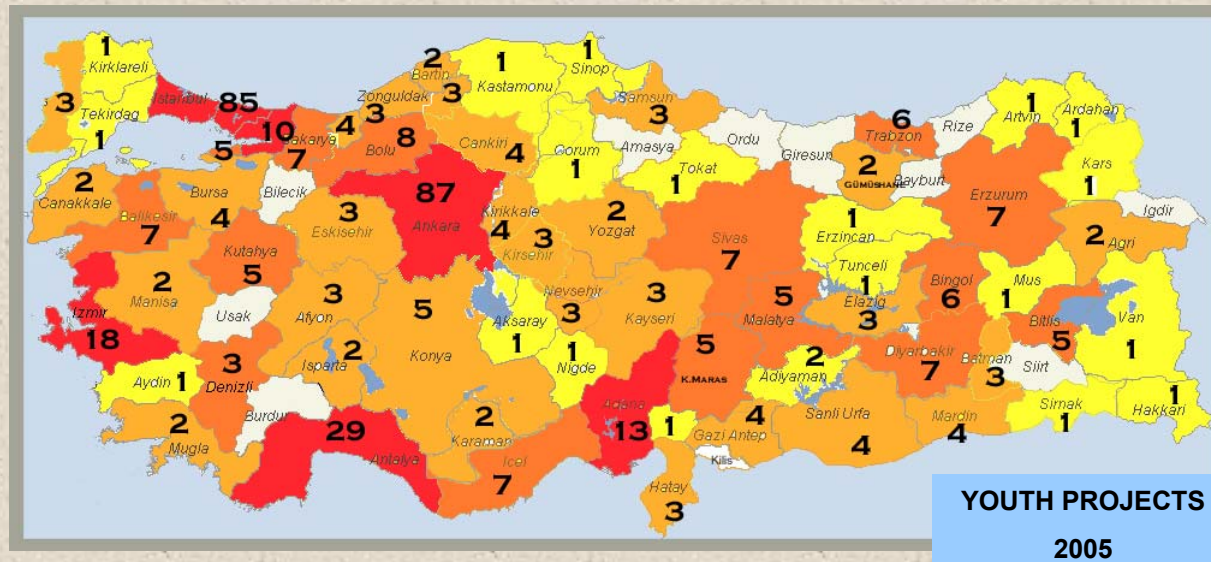 1
Kirklareli
3
Tekirdag
1
Istanbul
85
10
5
Sakarya
7
4
Zonguldak
3
2
Bartin
3
1
Kastamonu
1
Sinop
Samsun
3
Bolu
8
Cankiri
4
Corum
1
Amasya
Tokat
1
Ordu
Giresun
6
Trabzon
Rize
2
GÜMÜSHANE
Bayburt
1
Artvin
Ardahan
1
Kars
1
Igdir
Erzurum
7
2
Agri
2
Canakkale
Balikesir
7
Bursa
4
Bilecik
3
Eskisehir
87
Ankara
Kirikkale
4
3
Kirsehir
2
Yozgat
Sivas
7
1
Erzincan
Tunceli
1
Bingol
6
Mus
1
Bitlis
5
Van
1
Elazig
3
Kutahya
5
2
Manisa
Usak
3
Afyon
5
Konya
Aksaray
1
Nevsehir
3
3
Kayseri
5
Malatya
Izmir
18
Aydin
1
3
Denizli
Isparta
2
Burdur
1
Nigde
5
K.MARAS
2
Adiyaman
Diyarbakir
7
Batman
3
Siirt
Sirnak
1
1
Hakkari
2
Mugla
29
Antalya
2
Karaman
Icel
7
Adana
13
1
4
Gazi Antep
Kilis
Sanli Urfa
4
Mardin
4
Hatay
3
YOUTH PROJECTS
2005